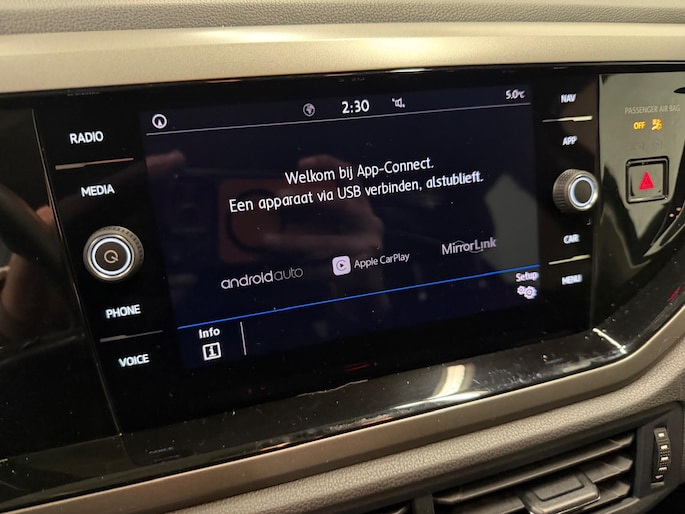 2:30
5.0°C
Welkom bij App-Connect.
Een apparaat via USB verbinden, alstublieft.
androidauto
Apple CarPlay
MirrorLink
Setup
Info
i
RADIO
MEDIA
PHONE
VOICE
NAV
APP
CAR
MENU
PASSENGER AIR BAG
OFF